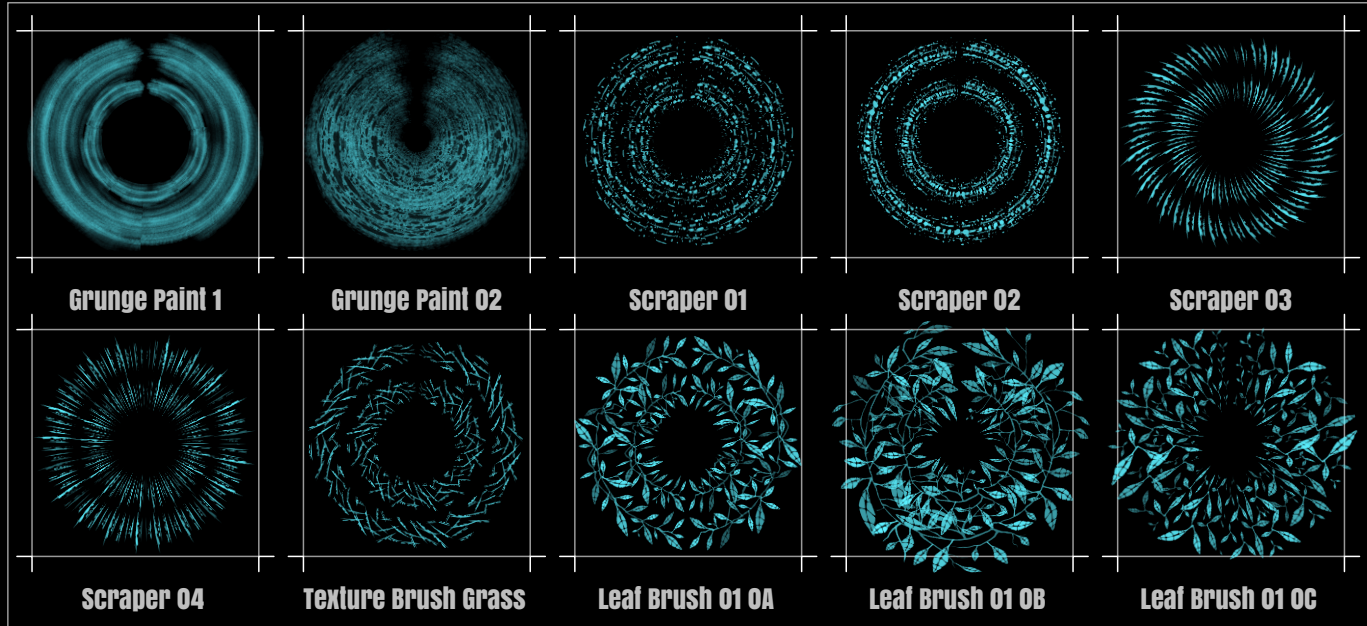 Grunge Paint 1
Grunge Paint 02
Scraper 01
Scraper 02
Scraper 03
Scraper 04
Texture Brush Grass
Leaf Brush 01 0A
Leaf Brush 01 0B
Leaf Brush 01 0C